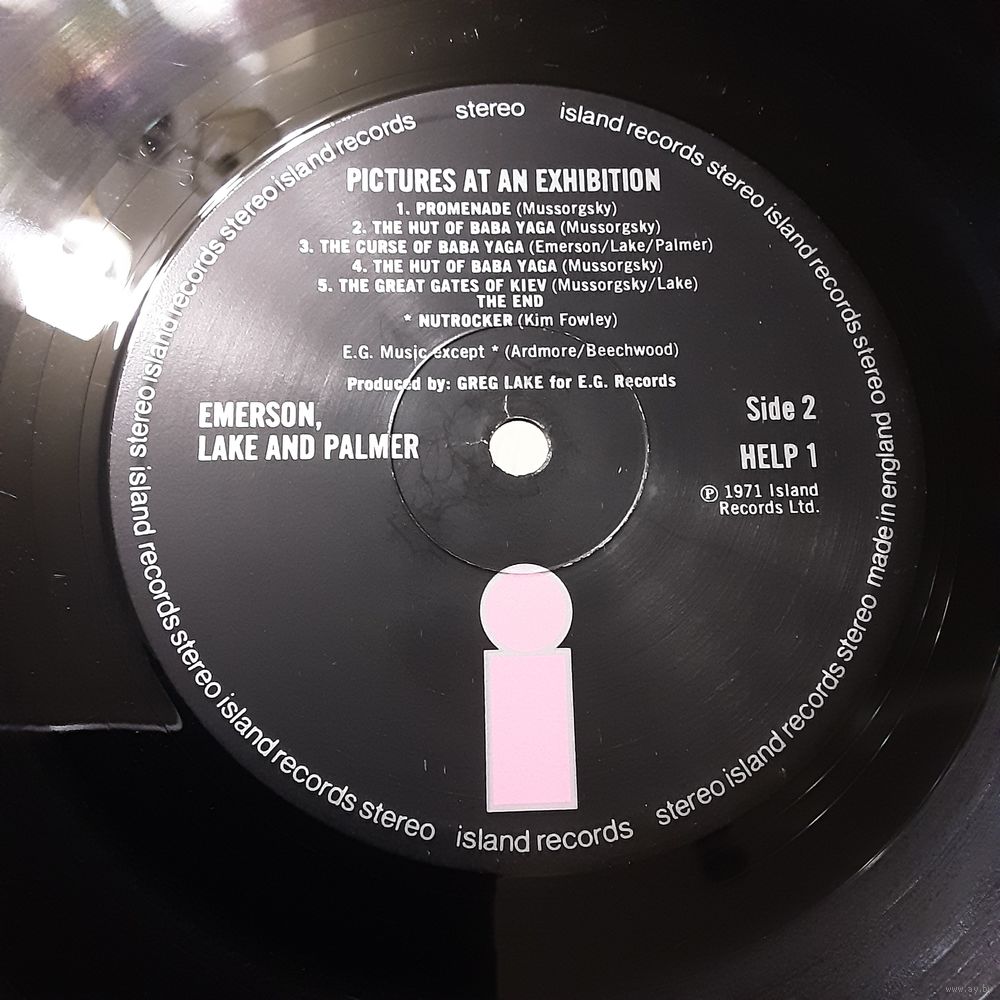 stereo island records stereo island records stereo made in england stereo island records stereo island records stereo island records stereo island records stereo island records stereo island records
PICTURES AT AN EXHIBITION
1. PROMENADE (Mussorgsky)
2. THE HUT OF BABA YAGA (Mussorgsky)
3. THE CURSE OF BABA YAGA (Emerson/Lake/Palmer)
4. THE HUT OF BABA YAGA (Mussorgsky)
5. THE GREAT GATES OF KIEV (Mussorgsky/Lake)
THE END
* NUTROCKER (Kim Fowley)
E.G. Music except * (Ardmore/Beechwood)
Produced by: GREG LAKE for E.G. Records
EMERSON,
LAKE AND PALMER
Side 2
HELP 1
Ⓟ 1971 Island
Records Ltd.
www.ay.by